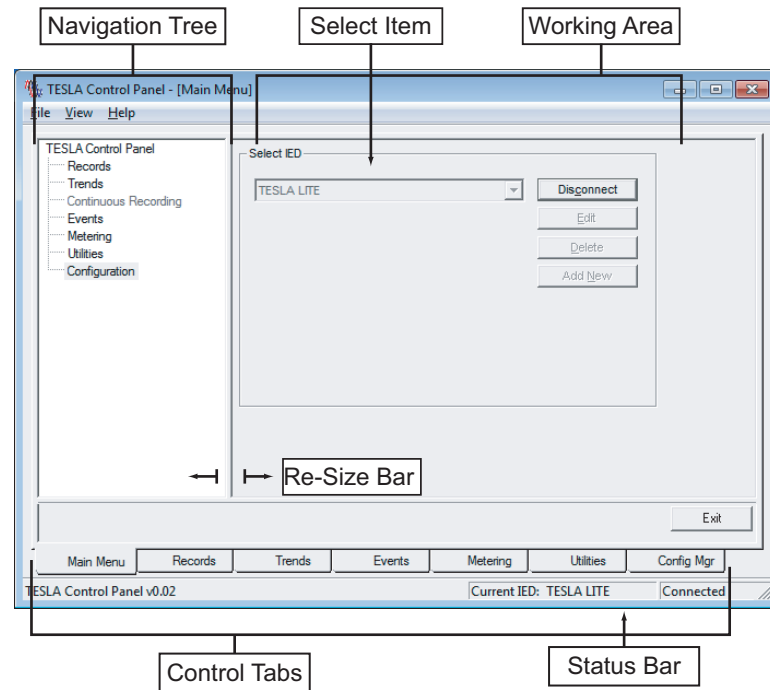 Navigation Tree
Select Item
Working Area
TESLA Control Panel - [Main Menu]
File View Help
TESLA Control Panel
Records
Trends
Continuous Recording
Events
Metering
Utilities
Configuration
Select IED
TESLA LITE
Disconnect
Edit
Delete
Add New
Re-Size Bar
Exit
Main Menu Records Trends Events Metering Utilities Config Mgr
TESLA Control Panel v0.02 Current IED: TESLA LITE Connected
Control Tabs
Status Bar